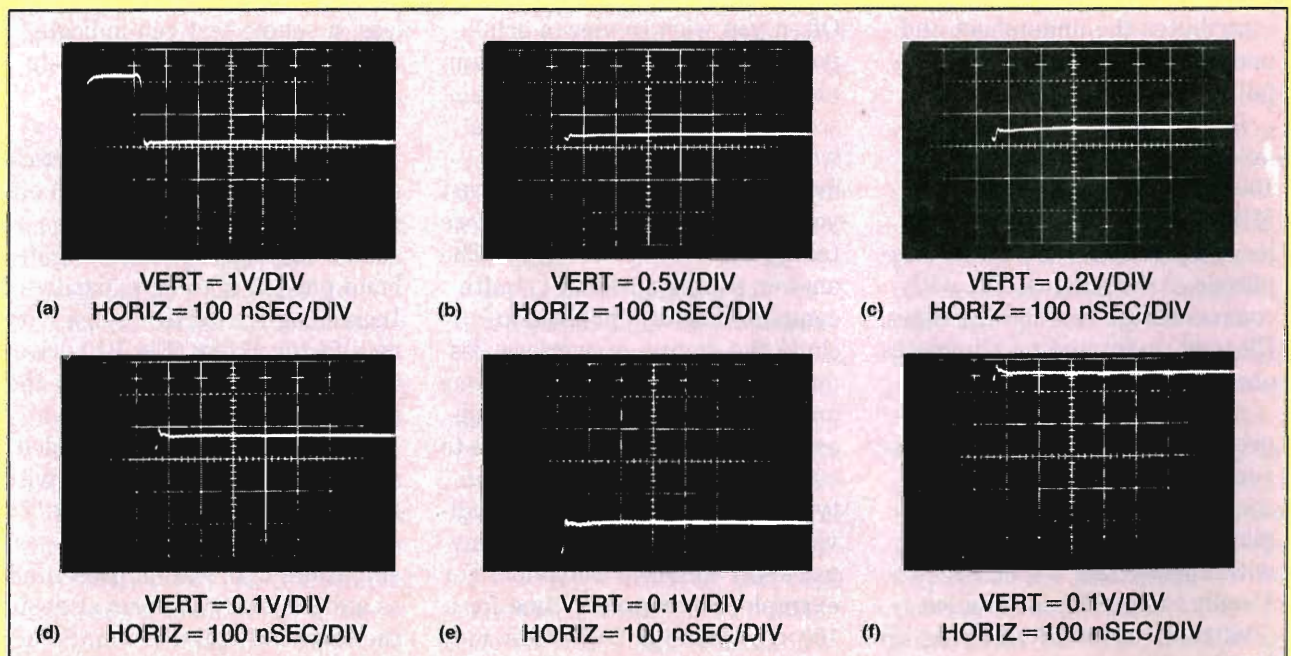 VERT = 1V/DIV
(a) HORIZ = 100 nSEC/DIV
VERT = 0.5V/DIV
(b) HORIZ = 100 nSEC/DIV
VERT = 0.2V/DIV
(c) HORIZ = 100 nSEC/DIV
VERT = 0.1V/DIV
(d) HORIZ = 100 nSEC/DIV
VERT = 0.1V/DIV
(e) HORIZ = 100 nSEC/DIV
VERT = 0.1V/DIV
(f) HORIZ = 100 nSEC/DIV